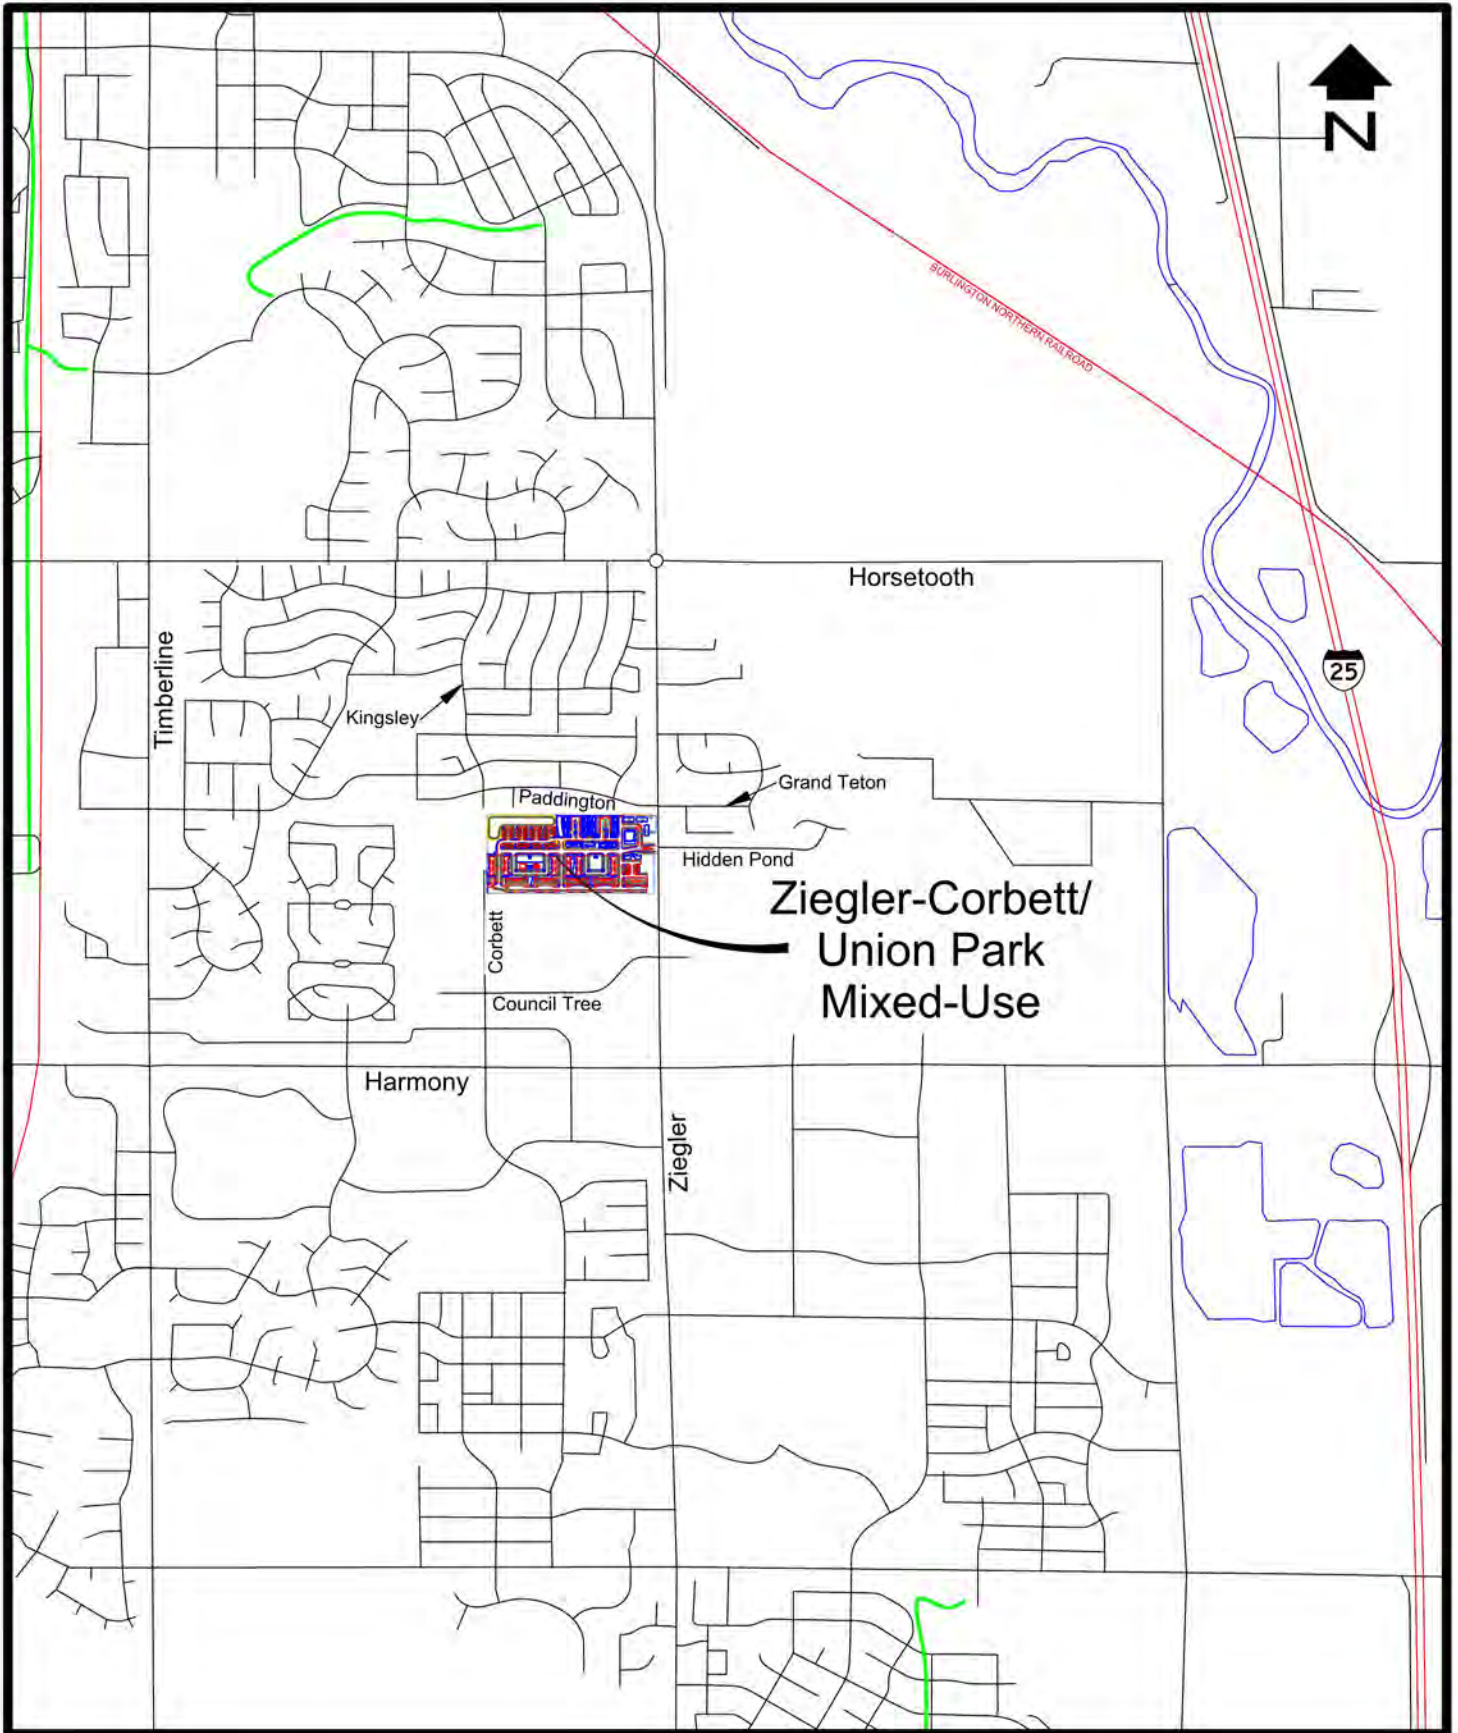 N
BURLINGTON NORTHERN RAILROAD
Horsetooth
Timberline
25
Kingsley
Grand Teton
Paddington
Hidden Pond
Ziegler-Corbett/
Union Park
Mixed-Use
Corbett
Council Tree
Harmony
Ziegler